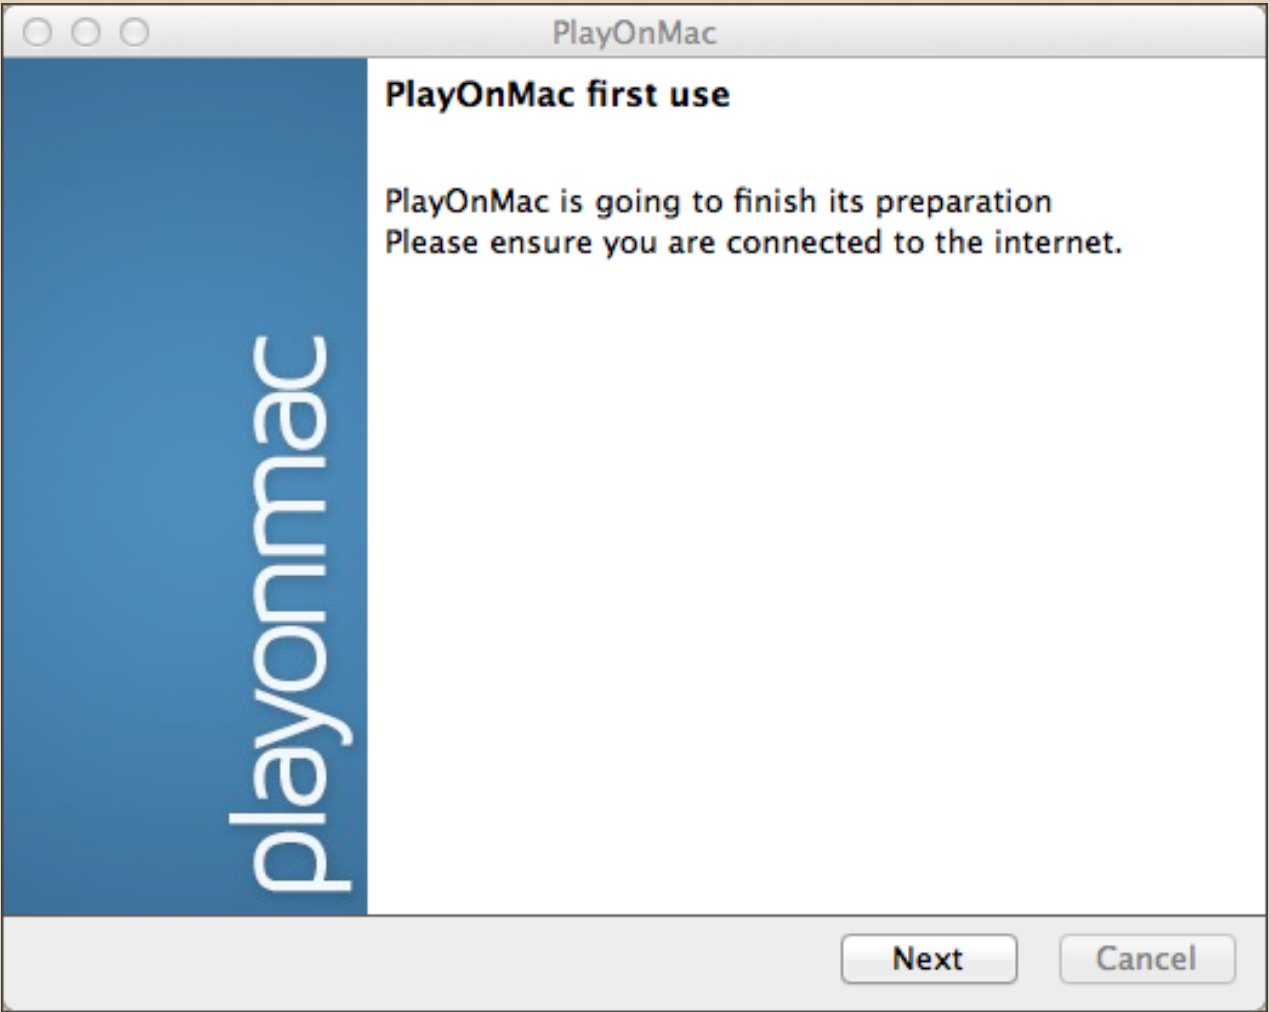 PlayOnMac
PlayOnMac first use
PlayOnMac is going to finish its preparation
Please ensure you are connected to the internet.
playonmac
Next
Cancel